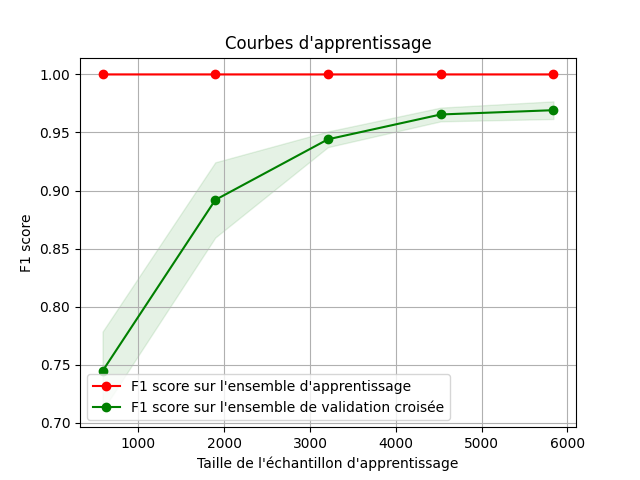 Courbes d'apprentissage
F1 score
1.00
0.95
0.90
0.85
0.80
0.75
0.70
F1 score sur l'ensemble d'apprentissage
F1 score sur l'ensemble de validation croisée
1000 2000 3000 4000 5000 6000
Taille de l'échantillon d'apprentissage